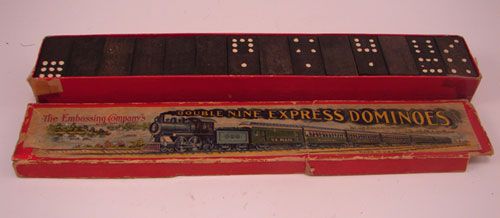 The Embossing Company's
DOUBLE NINE EXPRESS DOMINOES